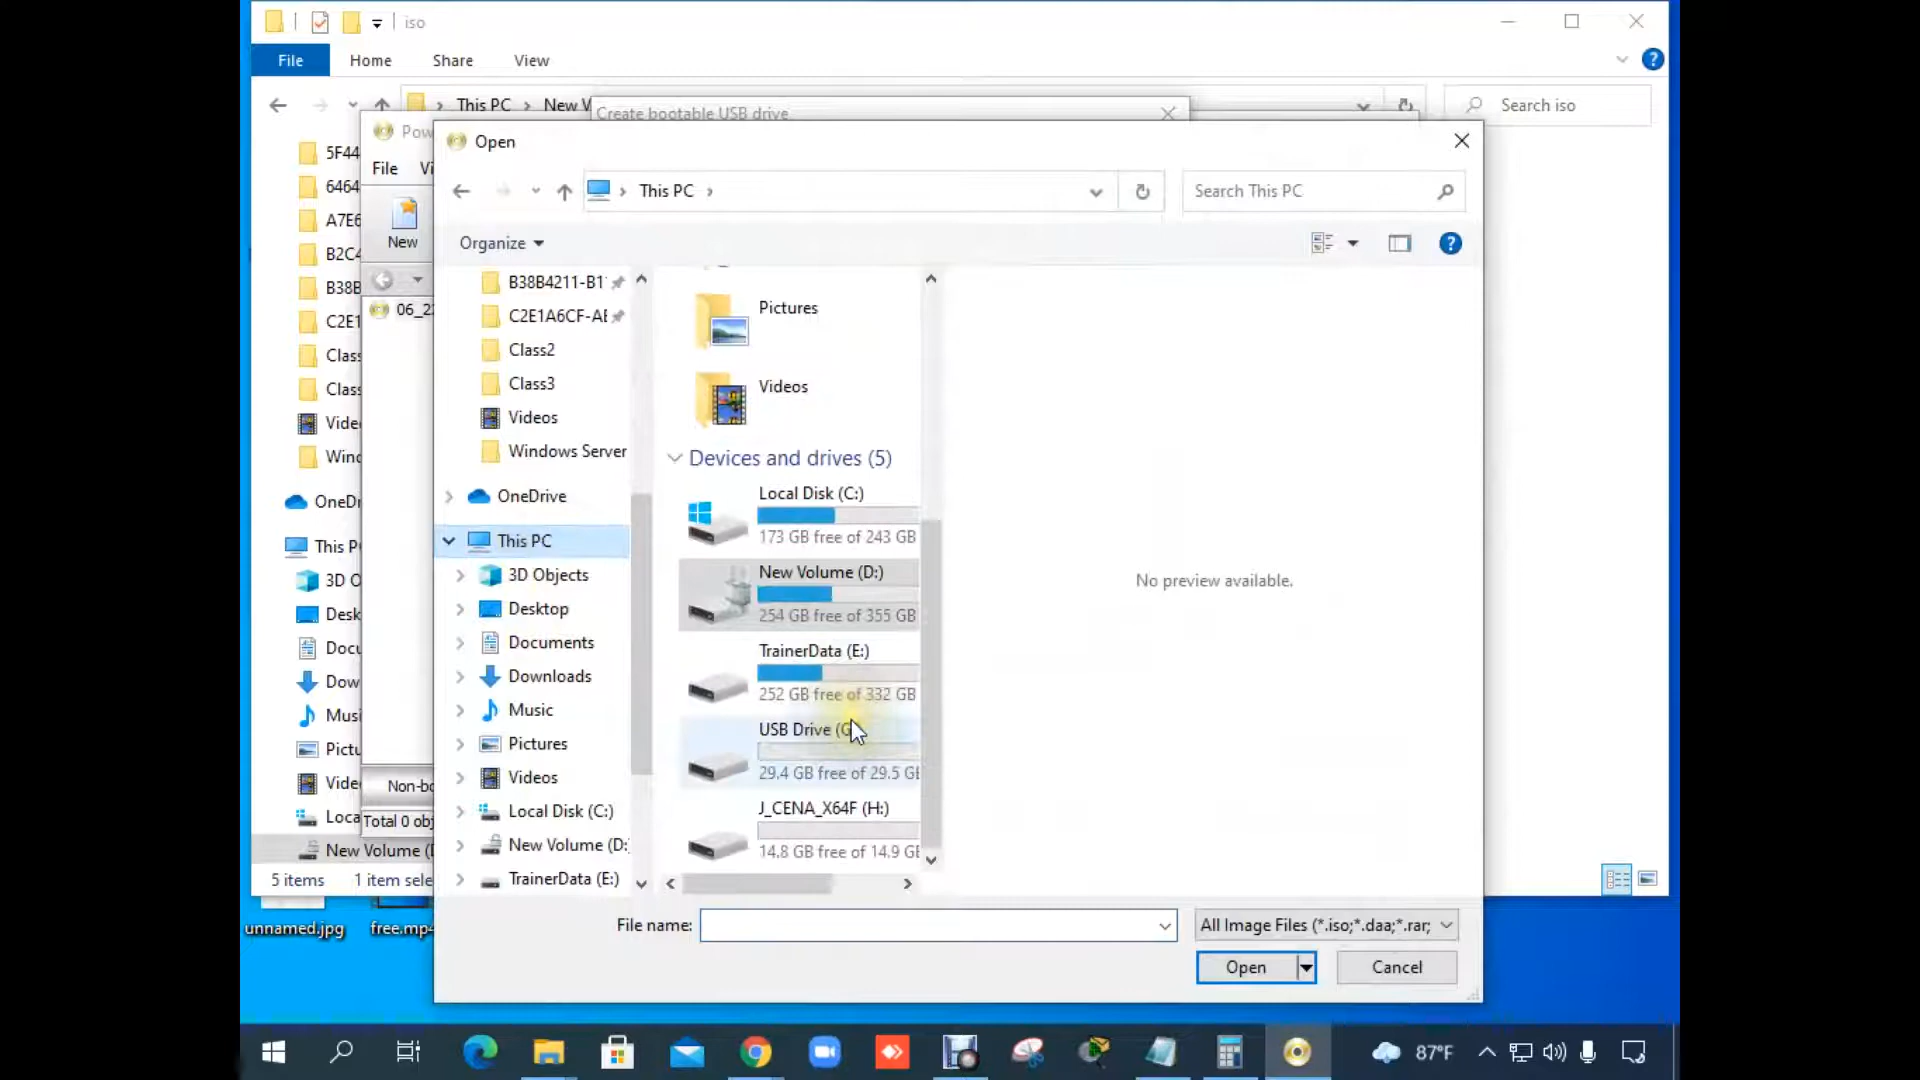 iso
File
Home
Share
View
This PC
New V
Search iso
Create bootable USB drive
Pow
File
Vi
New
06_2
Non-bo
Total 0 obj
5F44
6464
A7E6
B2C4
B38B
C2E1
Class
Class
Vide
Wind
OneD
This P
3D O
Desk
Docu
Dow
Musi
Pictu
Vide
Loca
New Volume (D
5 items
1 item sele
Open
This PC
Search This PC
Organize
B38B4211-B1
C2E1A6CF-AE
Class2
Class3
Videos
Windows Server
OneDrive
This PC
3D Objects
Desktop
Documents
Downloads
Music
Pictures
Videos
Local Disk (C:)
New Volume (D:
TrainerData (E:)
Pictures
Videos
Devices and drives (5)
Local Disk (C:)
173 GB free of 243 GB
New Volume (D:)
254 GB free of 355 GB
TrainerData (E:)
252 GB free of 332 GB
USB Drive (G
29.4 GB free of 29.5 GB
J_CENA_X64F (H:)
14.8 GB free of 14.9 GB
No preview available.
File name:
All Image Files (*.iso;*.daa;*.rar;
Open
Cancel
unnamed.jpg
free.mp4
87°F